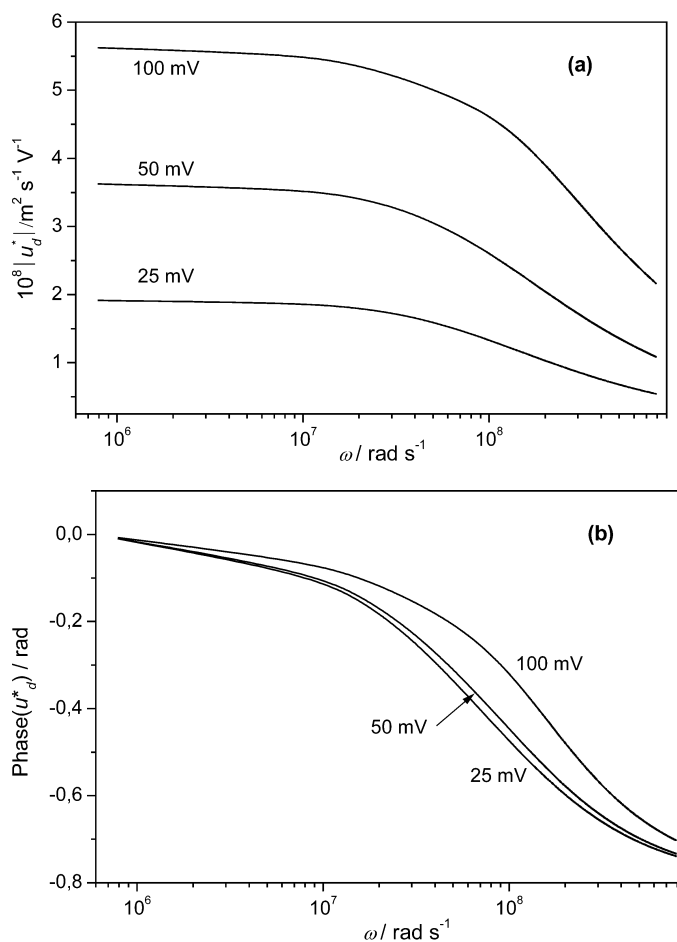 6
5
4
3
2
1
10⁸|u*_d|/m² s⁻¹ V⁻¹
100 mV
(a)
50 mV
25 mV
10⁶
10⁷
10⁸
ω / rad s⁻¹
0,0
-0,2
-0,4
-0,6
-0,8
Phase(u*_d) / rad
(b)
100 mV
50 mV
25 mV
10⁶
10⁷
10⁸
ω / rad s⁻¹